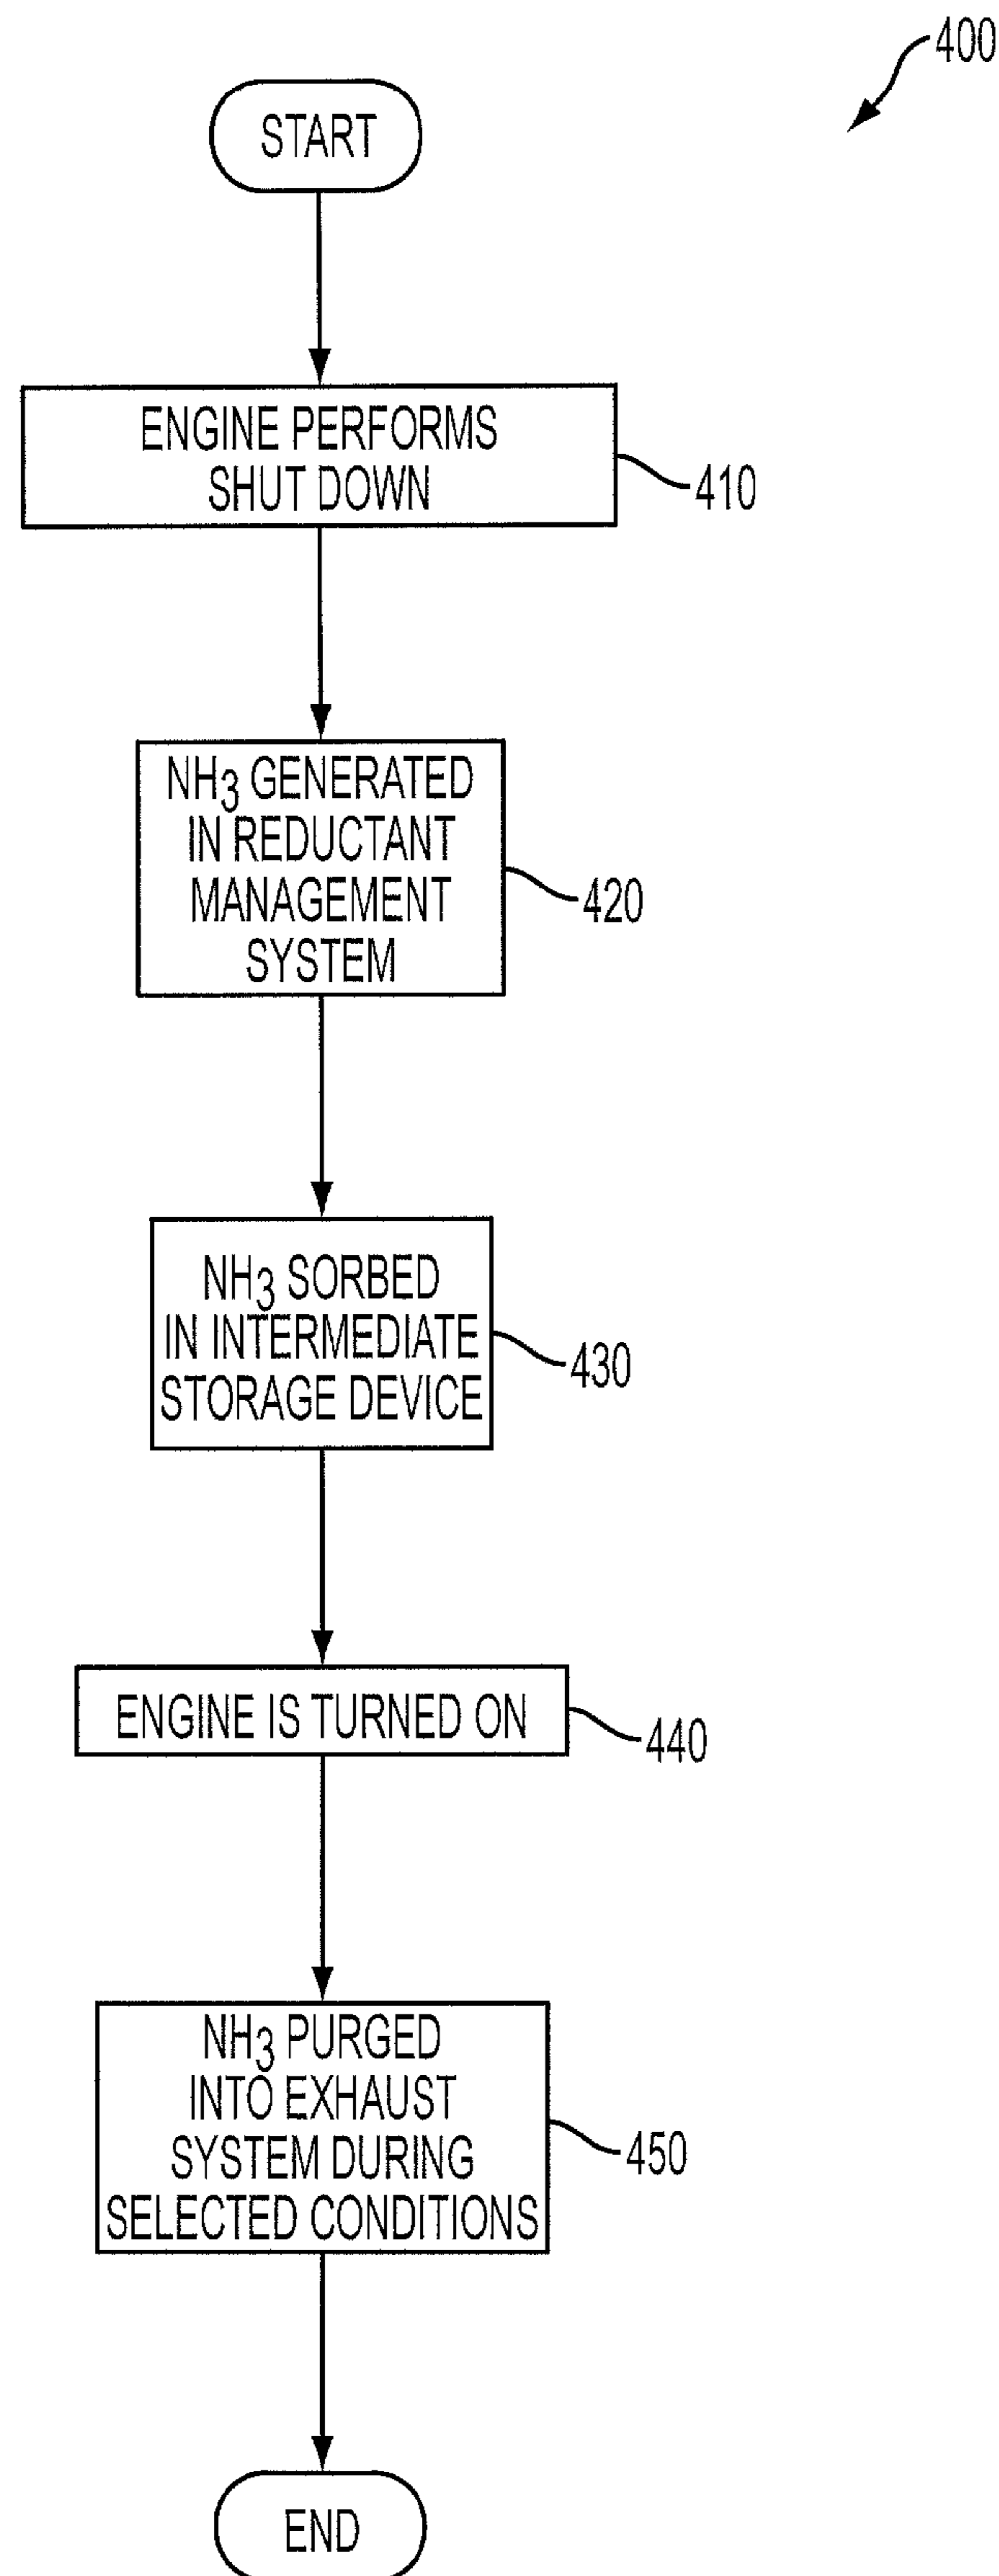 400
START
ENGINE PERFORMS
SHUT DOWN
410
NH3 GENERATED
IN REDUCTANT
MANAGEMENT
SYSTEM
420
NH3 SORBED
IN INTERMEDIATE
STORAGE DEVICE
430
ENGINE IS TURNED ON
440
NH3 PURGED
INTO EXHAUST
SYSTEM DURING
SELECTED CONDITIONS
450
END